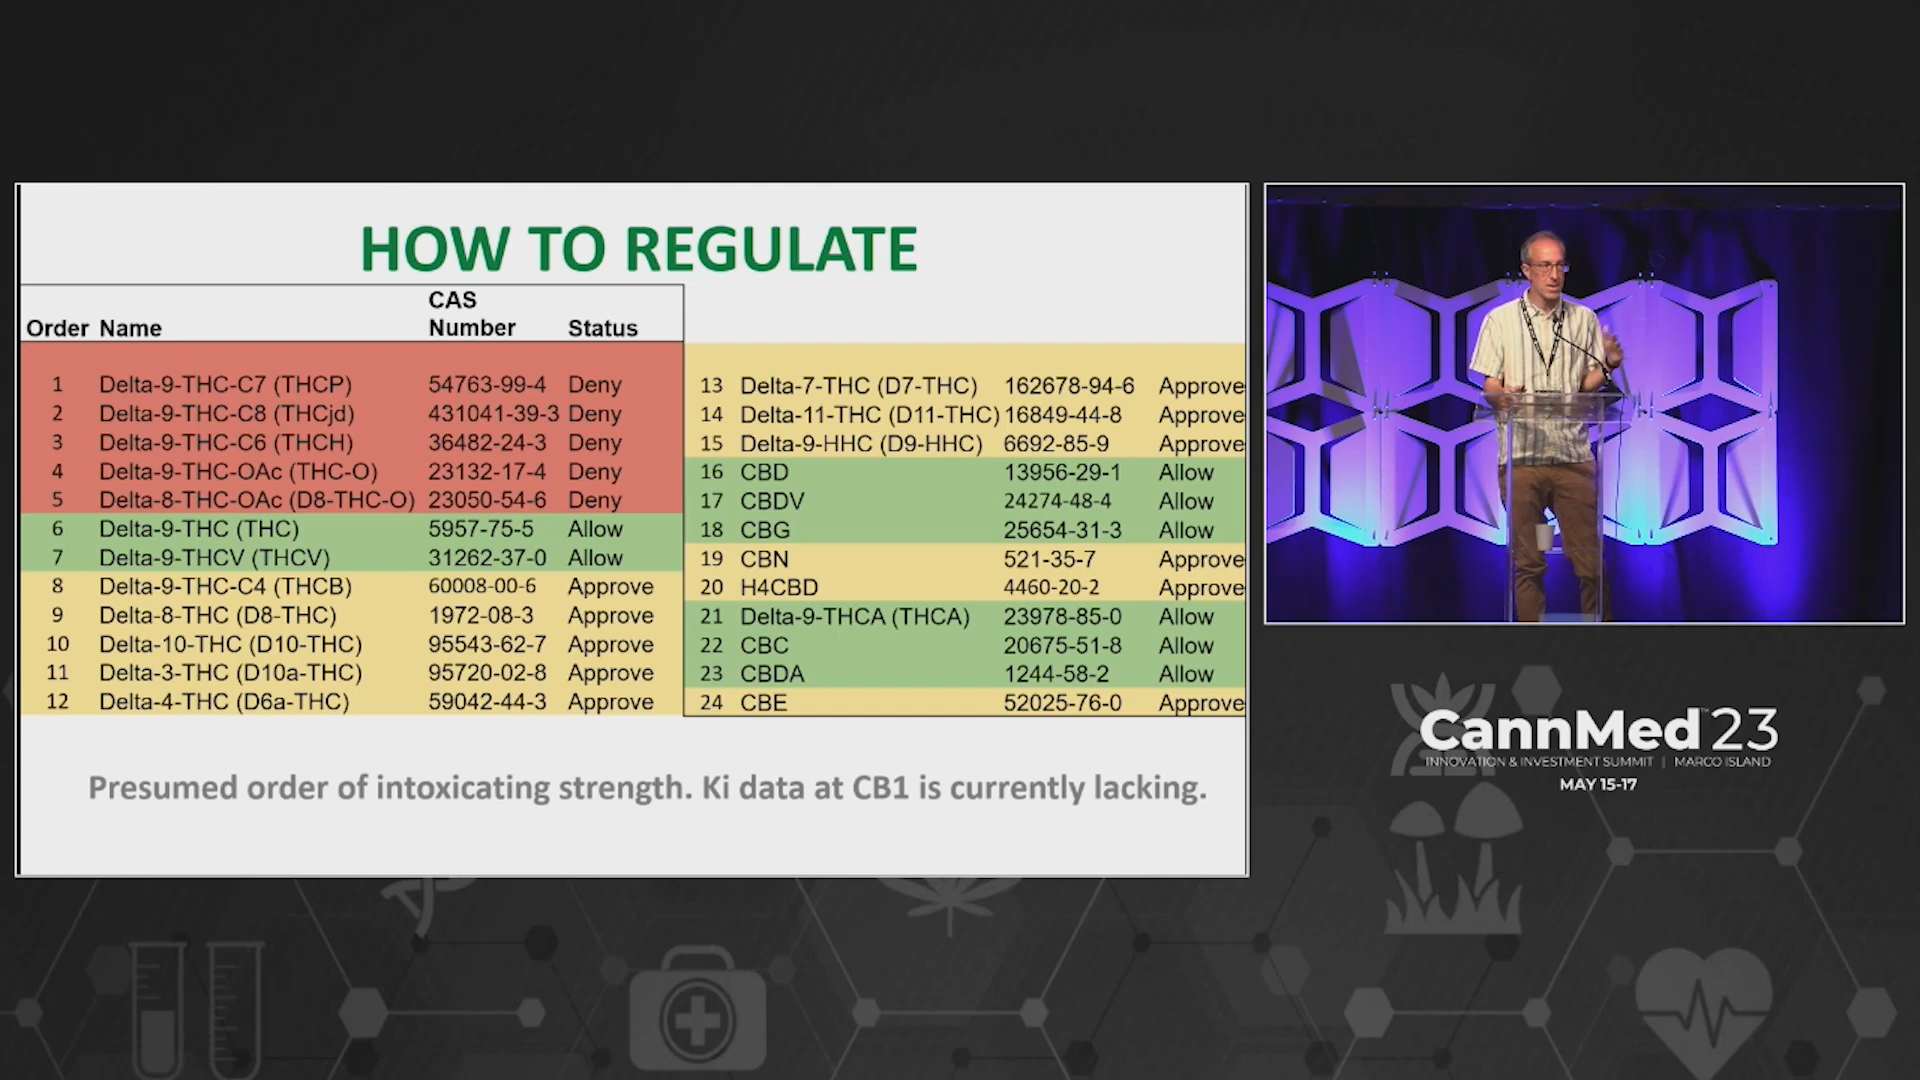 HOW TO REGULATE
CAS
Order Name Number Status
1 Delta-9-THC-C7 (THCP) 54763-99-4 Deny
2 Delta-9-THC-C8 (THCjd) 431041-39-3 Deny
3 Delta-9-THC-C6 (THCH) 36482-24-3 Deny
4 Delta-9-THC-OAc (THC-O) 23132-17-4 Deny
5 Delta-8-THC-OAc (D8-THC-O) 23050-54-6 Deny
6 Delta-9-THC (THC) 5957-75-5 Allow
7 Delta-9-THCV (THCV) 31262-37-0 Allow
8 Delta-9-THC-C4 (THCB) 60008-00-6 Approve
9 Delta-8-THC (D8-THC) 1972-08-3 Approve
10 Delta-10-THC (D10-THC) 95543-62-7 Approve
11 Delta-3-THC (D10a-THC) 95720-02-8 Approve
12 Delta-4-THC (D6a-THC) 59042-44-3 Approve
13 Delta-7-THC (D7-THC) 162678-94-6 Approve
14 Delta-11-THC (D11-THC) 16849-44-8 Approve
15 Delta-9-HHC (D9-HHC) 6692-85-9 Approve
16 CBD 13956-29-1 Allow
17 CBDV 24274-48-4 Allow
18 CBG 25654-31-3 Allow
19 CBN 521-35-7 Approve
20 H4CBD 4460-20-2 Approve
21 Delta-9-THCA (THCA) 23978-85-0 Allow
22 CBC 20675-51-8 Allow
23 CBDA 1244-58-2 Allow
24 CBE 52025-76-0 Approve
Presumed order of intoxicating strength. Ki data at CB1 is currently lacking.
CannMed™23
INNOVATION & INVESTMENT SUMMIT | MARCO ISLAND
MAY 15-17